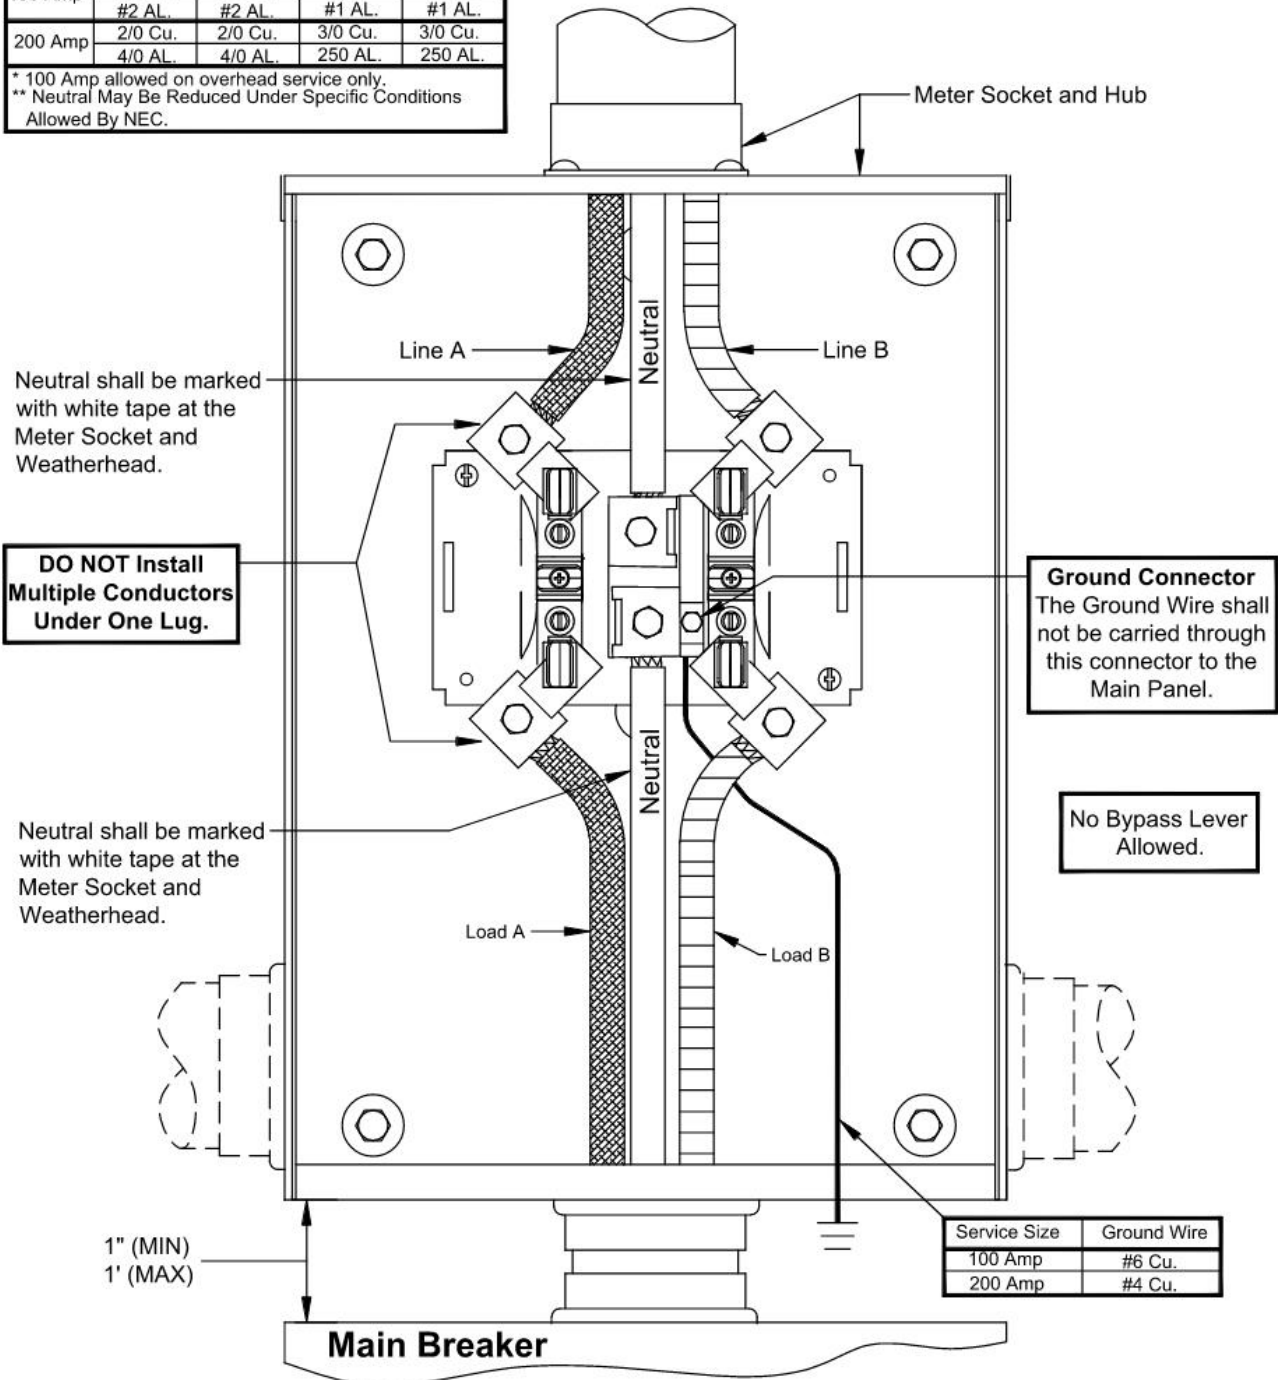 #2 AL. #2 AL. #1 AL. #1 AL.
200 Amp 2/0 Cu. 2/0 Cu. 3/0 Cu. 3/0 Cu.
4/0 AL. 4/0 AL. 250 AL. 250 AL.
* 100 Amp allowed on overhead service only.
** Neutral May Be Reduced Under Specific Conditions
Allowed By NEC.
Meter Socket and Hub
Line A
Neutral
Line B
Neutral shall be marked
with white tape at the
Meter Socket and
Weatherhead.
DO NOT Install
Multiple Conductors
Under One Lug.
Ground Connector
The Ground Wire shall
not be carried through
this connector to the
Main Panel.
Neutral
No Bypass Lever
Allowed.
Neutral shall be marked
with white tape at the
Meter Socket and
Weatherhead.
Load A
Load B
1" (MIN)
1' (MAX)
Service Size Ground Wire
100 Amp #6 Cu.
200 Amp #4 Cu.
Main Breaker